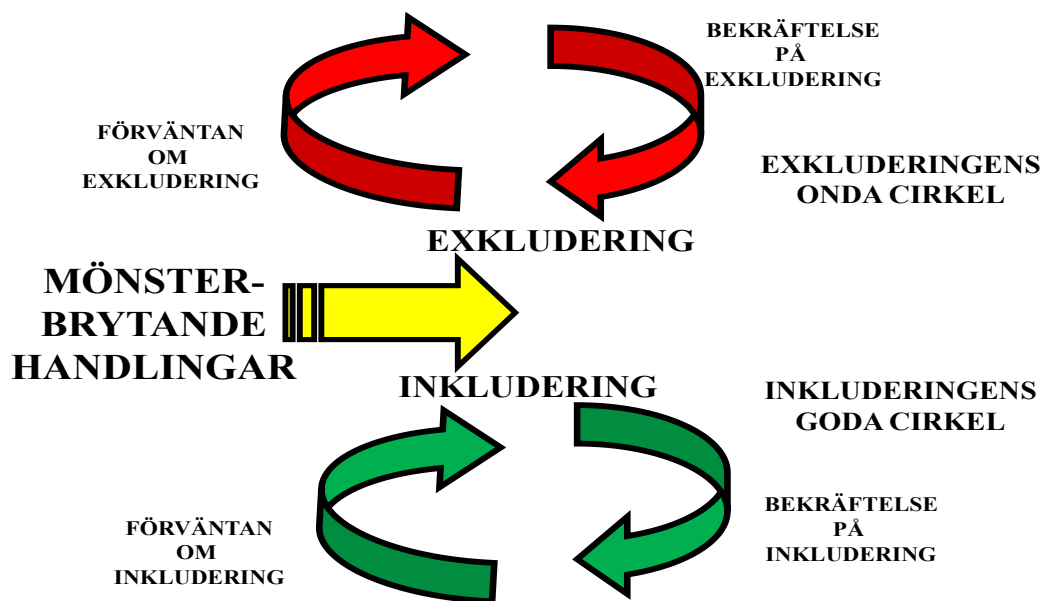 BEKRÄFTELSE
PÅ
EXKLUDERING
FÖRVÄNTAN
OM
EXKLUDERING
EXKLUDERINGENS
ONDA CIRKEL
EXKLUDERING
MÖNSTER-
BRYTANDE
HANDLINGAR
INKLUDERING
INKLUDERINGENS
GODA CIRKEL
BEKRÄFTELSE
PÅ
INKLUDERING
FÖRVÄNTAN
OM
INKLUDERING